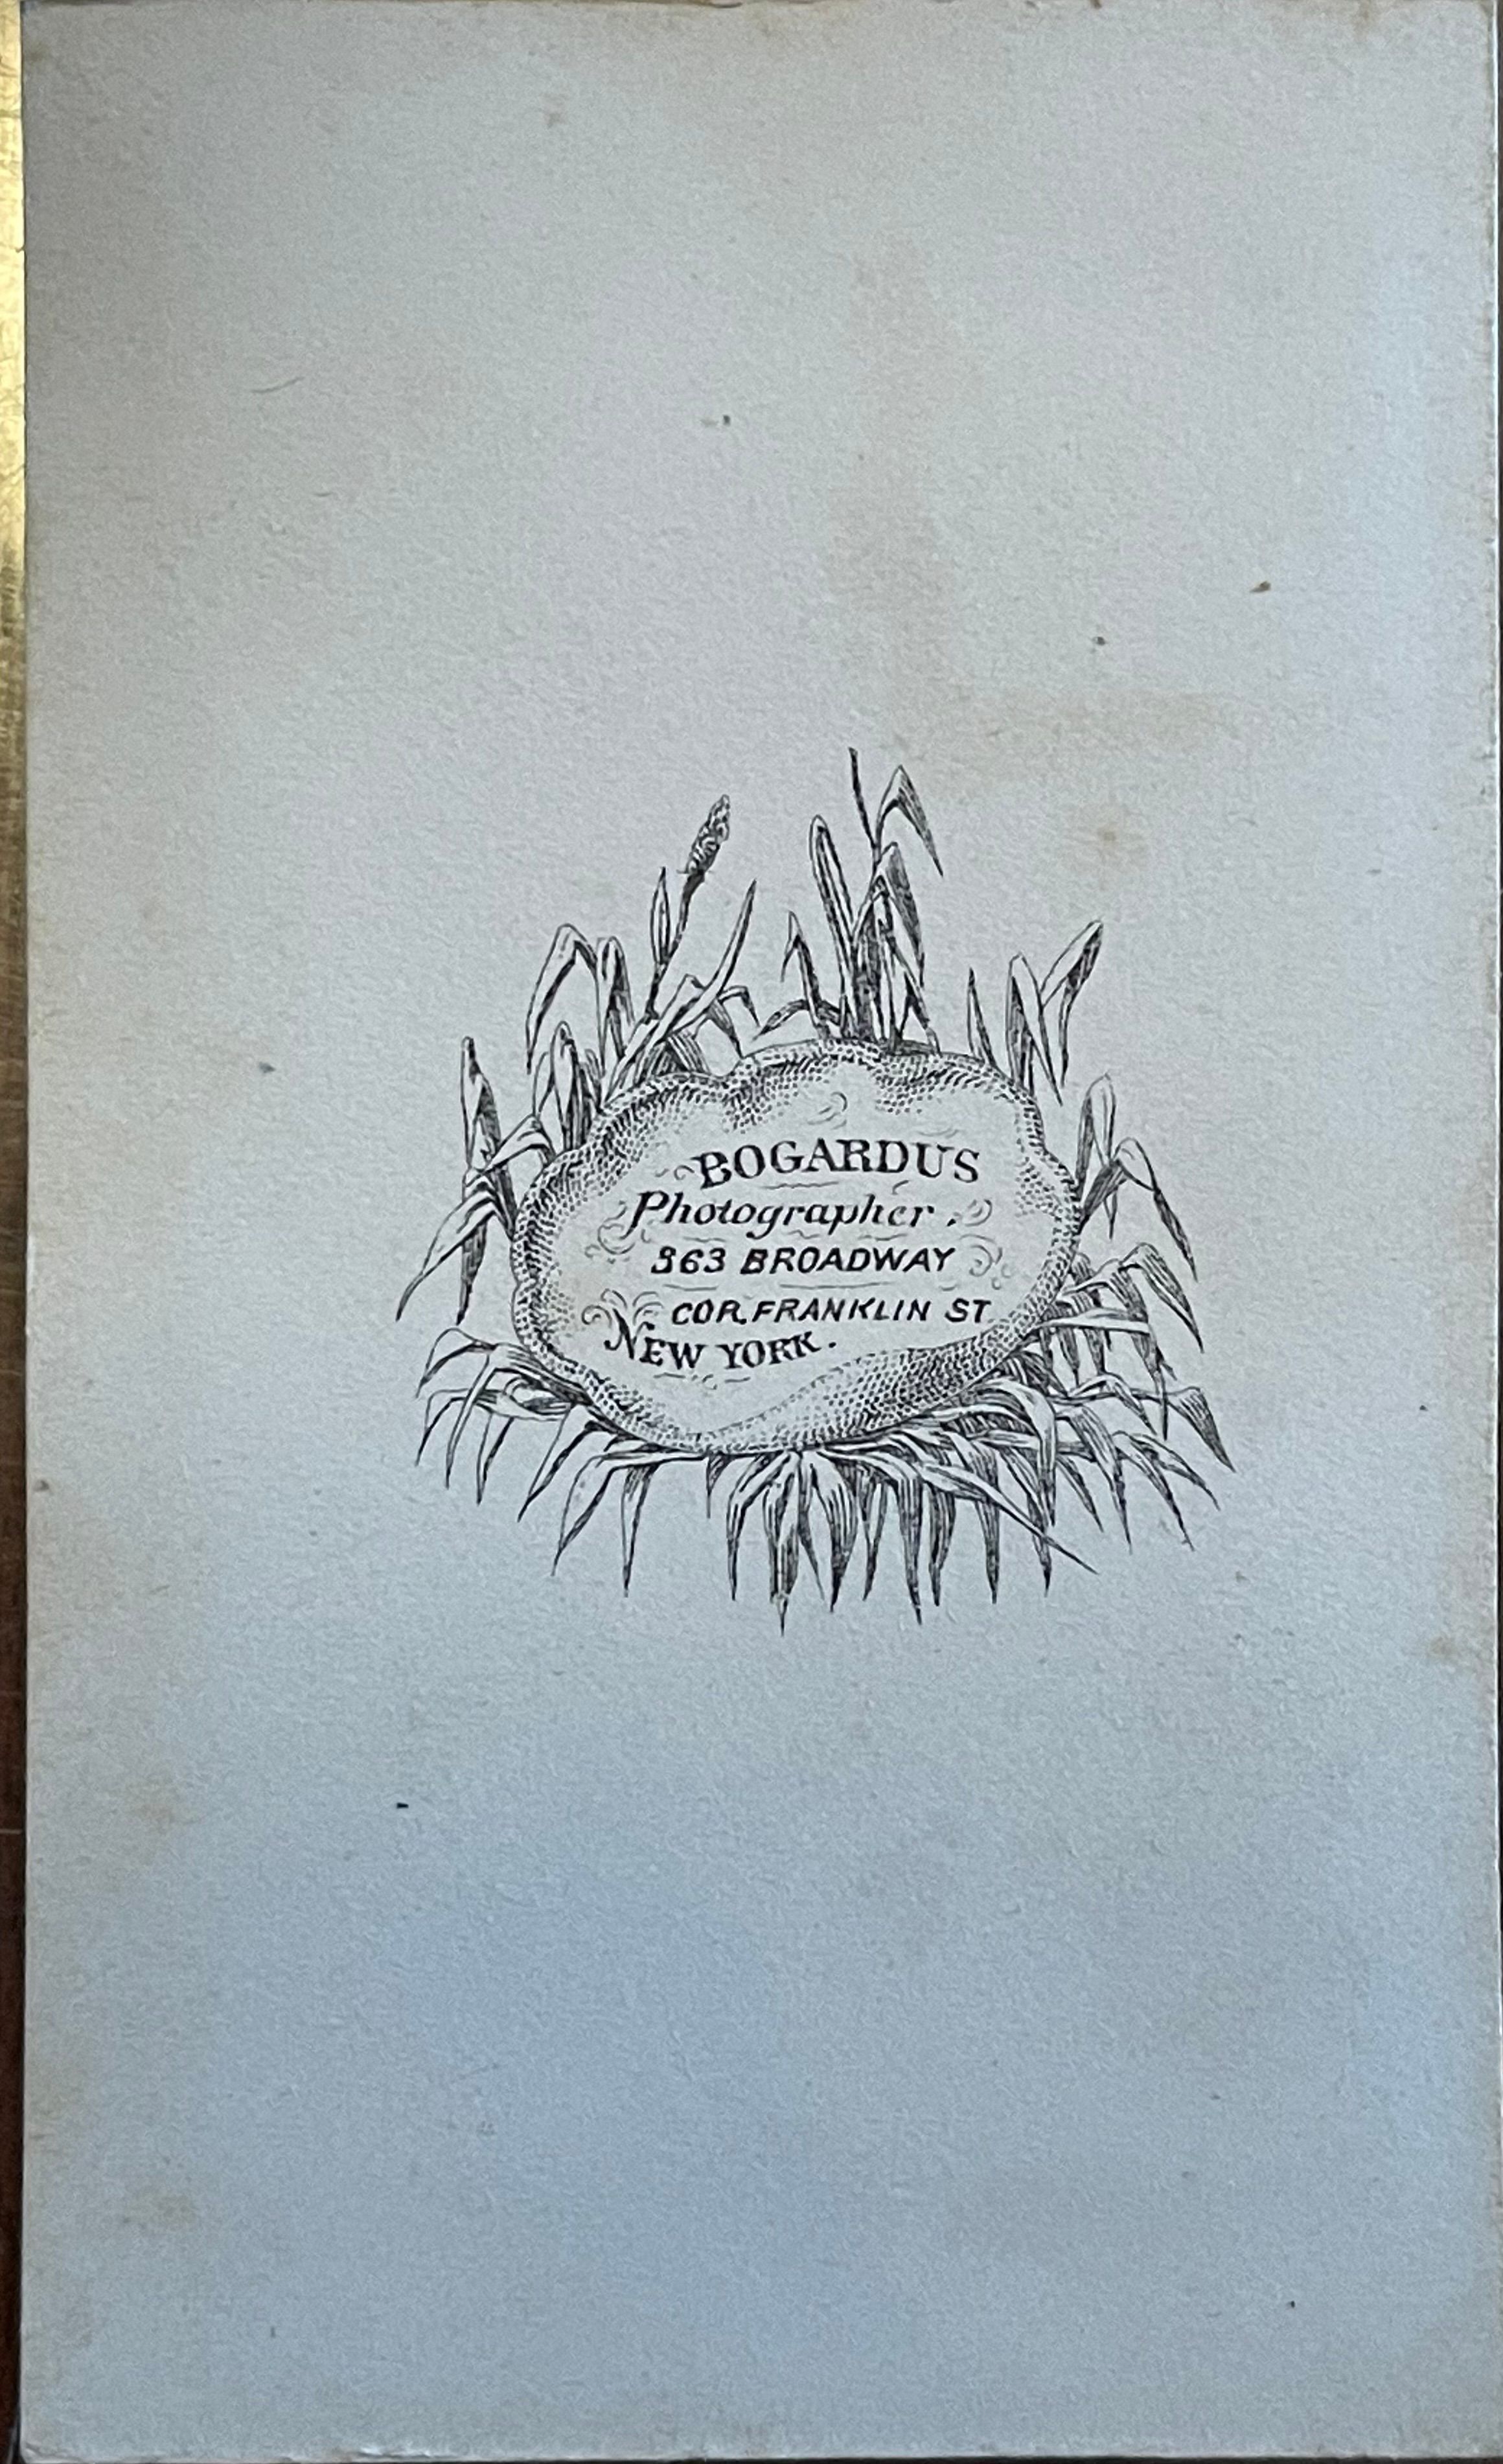 BOGARDUS
Photographer.
363 BROADWAY
COR. FRANKLIN ST.
NEW YORK.